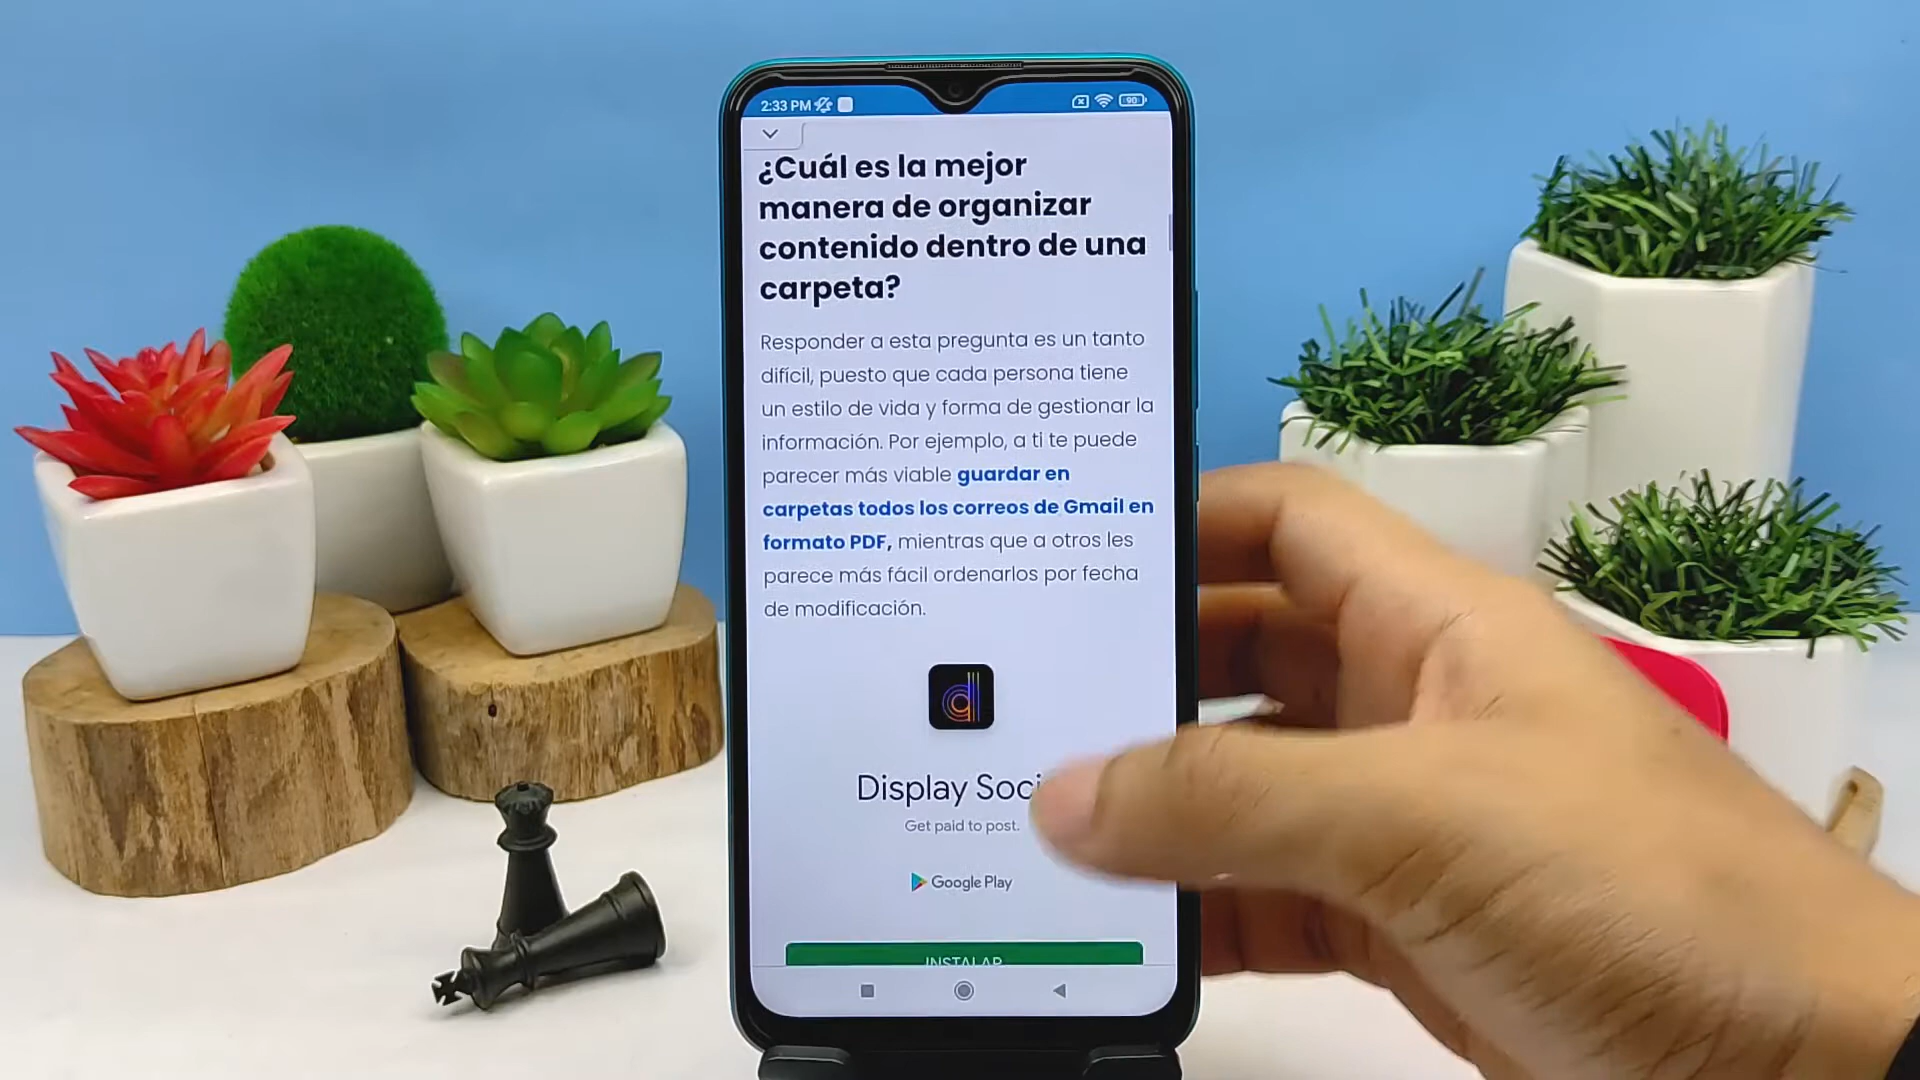 2:33 PM
90
¿Cuál es la mejor
manera de organizar
contenido dentro de una
carpeta?
Responder a esta pregunta es un tanto
difícil, puesto que cada persona tiene
un estilo de vida y forma de gestionar la
información. Por ejemplo, a ti te puede
parecer más viable guardar en
carpetas todos los correos de Gmail en
formato PDF, mientras que a otros les
parece más fácil ordenarlos por fecha
de modificación.
Display
Get paid to post.
Google Play
INSTALAR